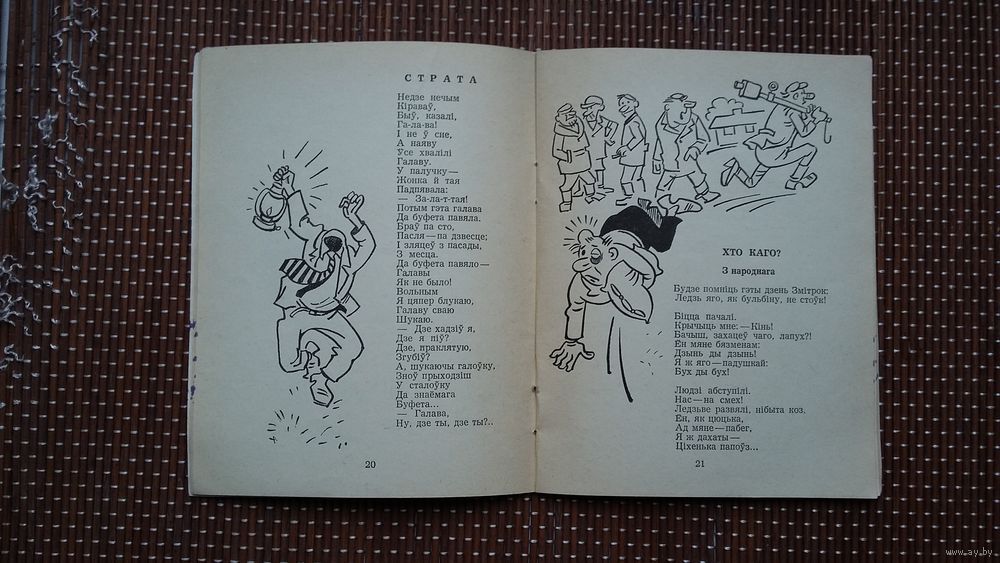 СТРАТА
Недзе нечым
Кіраваў,
Быў, казалі,
Га-ла-ва!
І не ў сне,
А наяву
Усе хвалілі
Галаву.
У палучку—
Жонка й тая
Падпявала:
— За-ла-т-тая!
Потым гэта галава
Да буфета павяла.
Браў па сто,
Пасля—па дзвесце;
І зляцеў з пасады,
З месца.
Да буфета павяло—
Галавы
Як не было!
Вольным
Я цяпер блукаю,
Галаву сваю
Шукаю.
— Дзе хадзіў я,
Дзе я піў?
Дзе, праклятую,
Згубіў?
А, шукаючы галоўку,
Зноў прыходзіш
У сталоўку
Да знаёмага
Буфета...
— Галава,
Ну, дзе ты, дзе ты?..
20
ХТО КАГО?
З народнага
Будзе помніць гэты дзень Змітрок:
Ледзь яго, як бульбіну, не стоўк!
Біцца пачалі.
Крычыць мне:—Кінь!
Бачыш, захацеў чаго, лапух?!
Ён мяне бязменам:
Дзынь ды дзынь!
Я ж яго—падушкай:
Бух ды бух!
Людзі абступілі.
Нас—на смех!
Ледзьве развялі, нібыта коз.
Ён, як цюцька,
Ад мяне—пабег,
Я ж дахаты—
Ціхенька папоўз...
21
www.ay.by